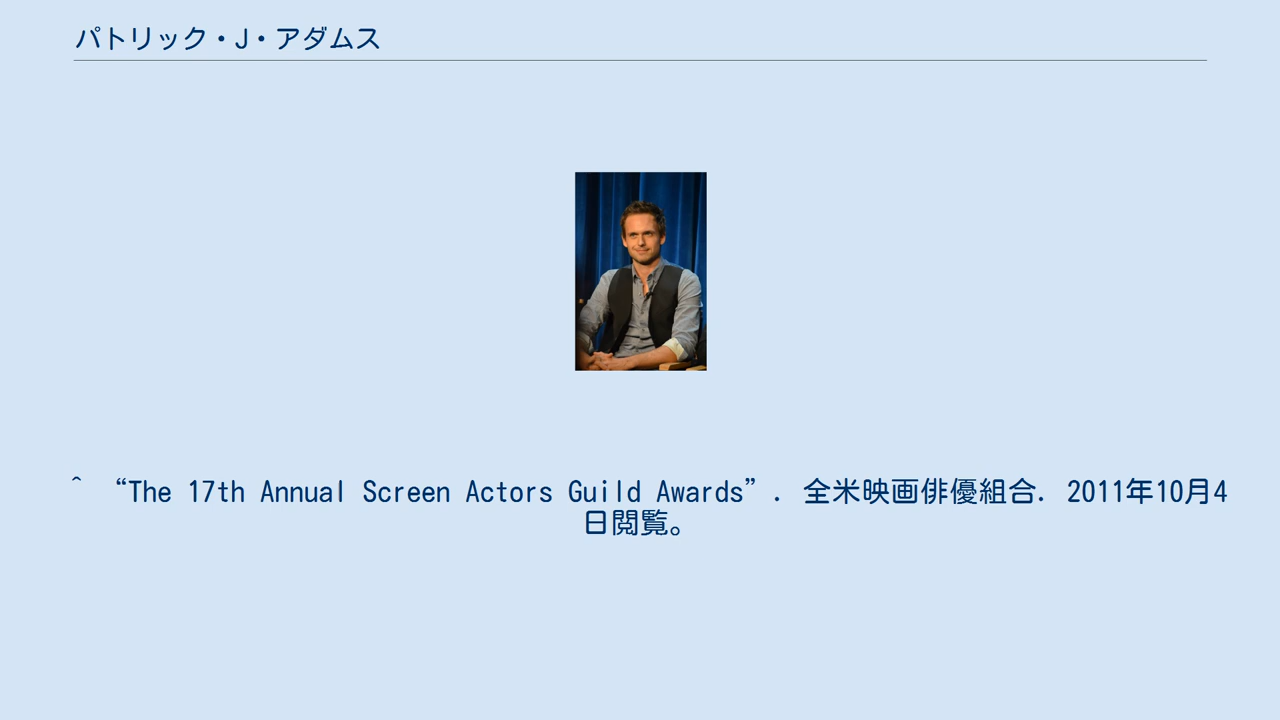 パトリック・J・アダムス
^ “The 17th Annual Screen Actors Guild Awards”. 全米映画俳優組合. 2011年10月4
日閲覧。